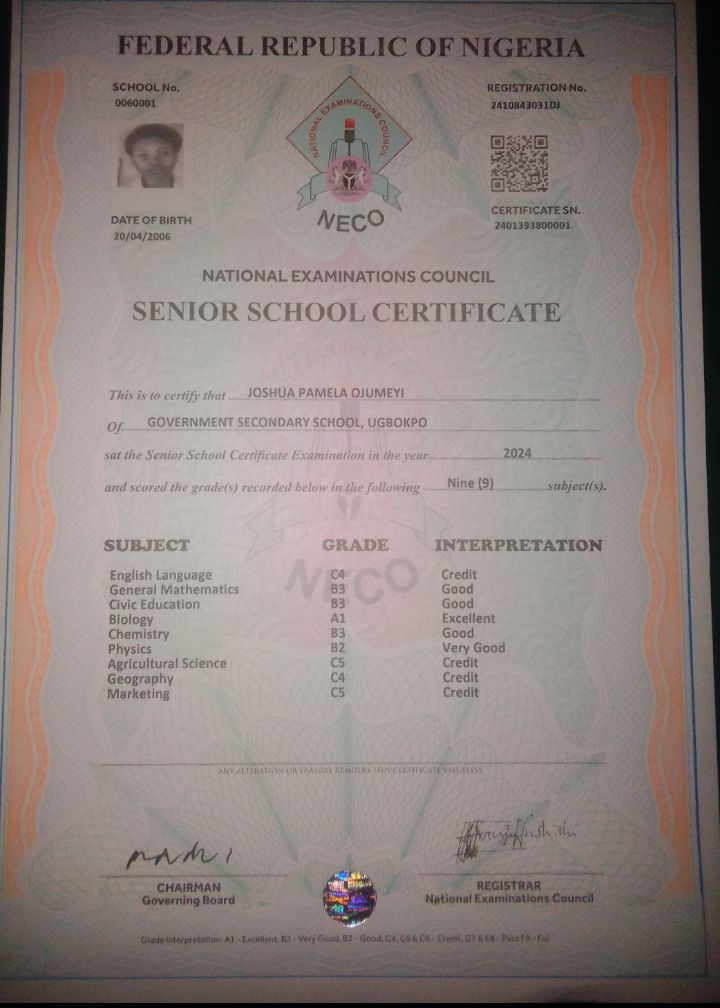 FEDERAL REPUBLIC OF NIGERIA
SCHOOL No.
0060001
REGISTRATION No.
2410843031DJ
NATIONAL EXAMINATIONS COUNCIL
NECO
DATE OF BIRTH
20/04/2006
CERTIFICATE SN.
2401393800001
NATIONAL EXAMINATIONS COUNCIL
SENIOR SCHOOL CERTIFICATE
This is to certify that JOSHUA PAMELA OJUMEYI
Of GOVERNMENT SECONDARY SCHOOL, UGBOKPO
sat the Senior School Certificate Examination in the year 2024
and scored the grade(s) recorded below in the following Nine (9) subject(s).
SUBJECT GRADE INTERPRETATION
English Language C4 Credit
General Mathematics B3 Good
Civic Education B3 Good
Biology A1 Excellent
Chemistry B3 Good
Physics B2 Very Good
Agricultural Science C5 Credit
Geography C4 Credit
Marketing C5 Credit
NECO
ANY ALTERATION OR ERASURE RENDERS THIS CERTIFICATE VALUELESS
CHAIRMAN
Governing Board
REGISTRAR
National Examinations Council
Grade Interpretation: A1 - Excellent, B2 - Very Good, B3 - Good, C4, C5 & C6 - Credit, D7 & E8 - Pass F9 - Fail